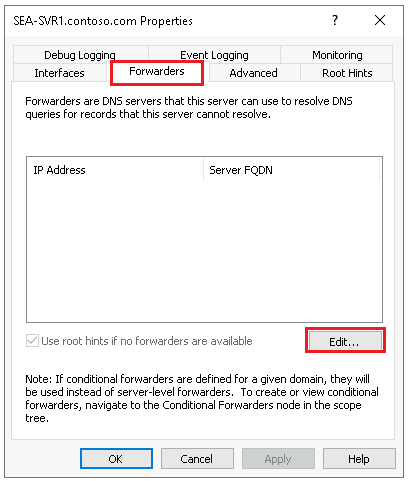 SEA-SVR1.contoso.com Properties
?
Debug Logging
Event Logging
Monitoring
Interfaces
Forwarders
Advanced
Root Hints
Forwarders are DNS servers that this server can use to resolve DNS
queries for records that this server cannot resolve.
IP Address
Server FQDN
Use root hints if no forwarders are available
Edit...
Note: If conditional forwarders are defined for a given domain, they will
be used instead of server-level forwarders. To create or view conditional
forwarders, navigate to the Conditional Forwarders node in the scope
tree.
OK
Cancel
Apply
Help